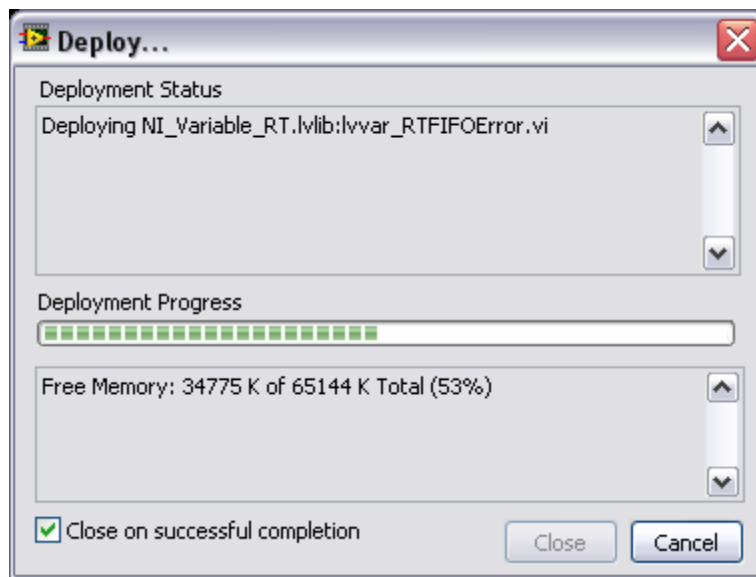 Deploy...
Deployment Status
Deploying NI_Variable_RT.lvlib:lvvar_RTFIFOError.vi
Deployment Progress
Free Memory: 34775 K of 65144 K Total (53%)
Close on successful completion
Close
Cancel